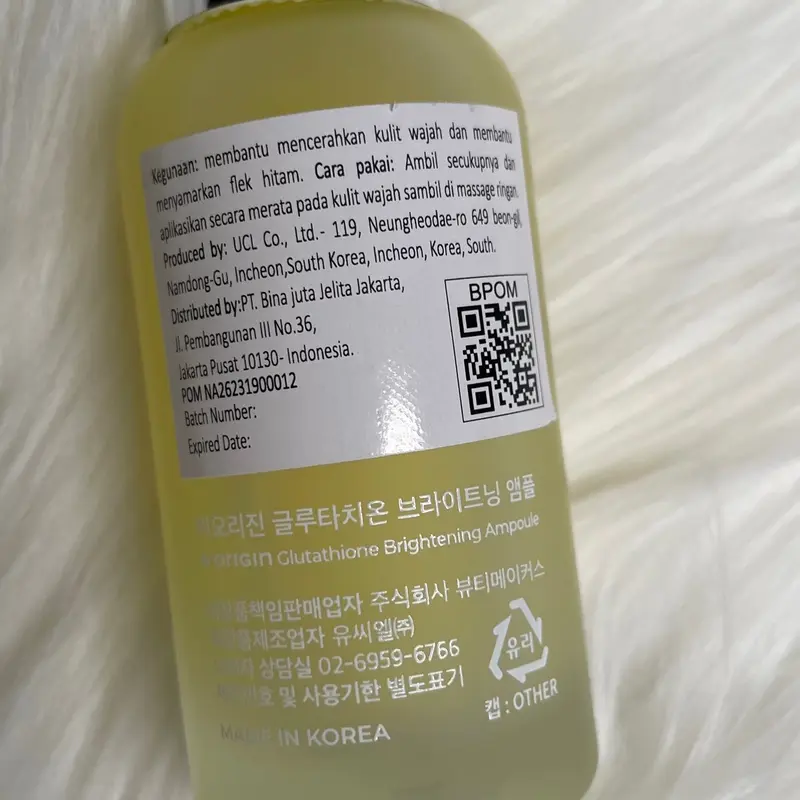 Kegunaan: membantu mencerahkan kulit wajah dan membantu
menyamarkan flek hitam. Cara pakai: Ambil secukupnya dan
aplikasikan secara merata pada kulit wajah sambil di massage ringan.
Produced by: UCL Co., Ltd.- 119, Neungheodae-ro 649 beon-gil,
Namdong-Gu, Incheon,South Korea, Incheon, Korea, South.
Distributed by:PT. Bina juta Jelita Jakarta,
Jl. Pembangunan III No.36,
Jakarta Pusat 10130- Indonesia.
POM NA26231900012
Batch Number:
Expired Date:
BPOM
글루타치온 브라이트닝 앰플
Glutathione Brightening Ampoule
주식회사 뷰티메이커스
유씨엘㈜
상담실 02-6959-6766
및 사용기한 별도표기
MADE IN KOREA
유리
캡 : OTHER